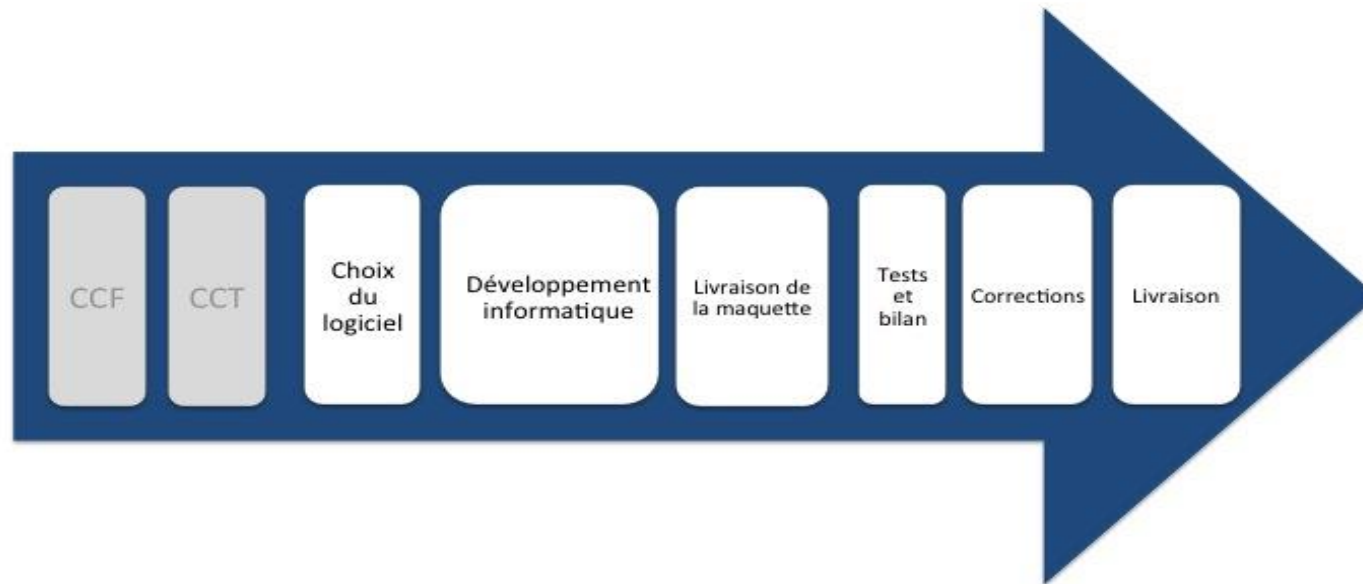 CCF
CCT
Choix
du
logiciel
Développement
informatique
Livraison de
la maquette
Tests
et
bilan
Corrections
Livraison